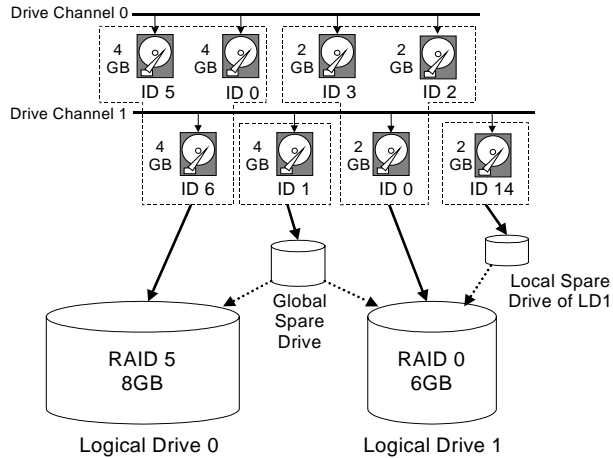 Drive Channel 0
4
GB
ID 5
4
GB
ID 0
2
GB
ID 3
2
GB
ID 2
Drive Channel 1
4
GB
ID 6
4
GB
ID 1
2
GB
ID 0
2
GB
ID 14
Global
Spare
Drive
Local Spare
Drive of LD1
RAID 5
8GB
RAID 0
6GB
Logical Drive 0
Logical Drive 1